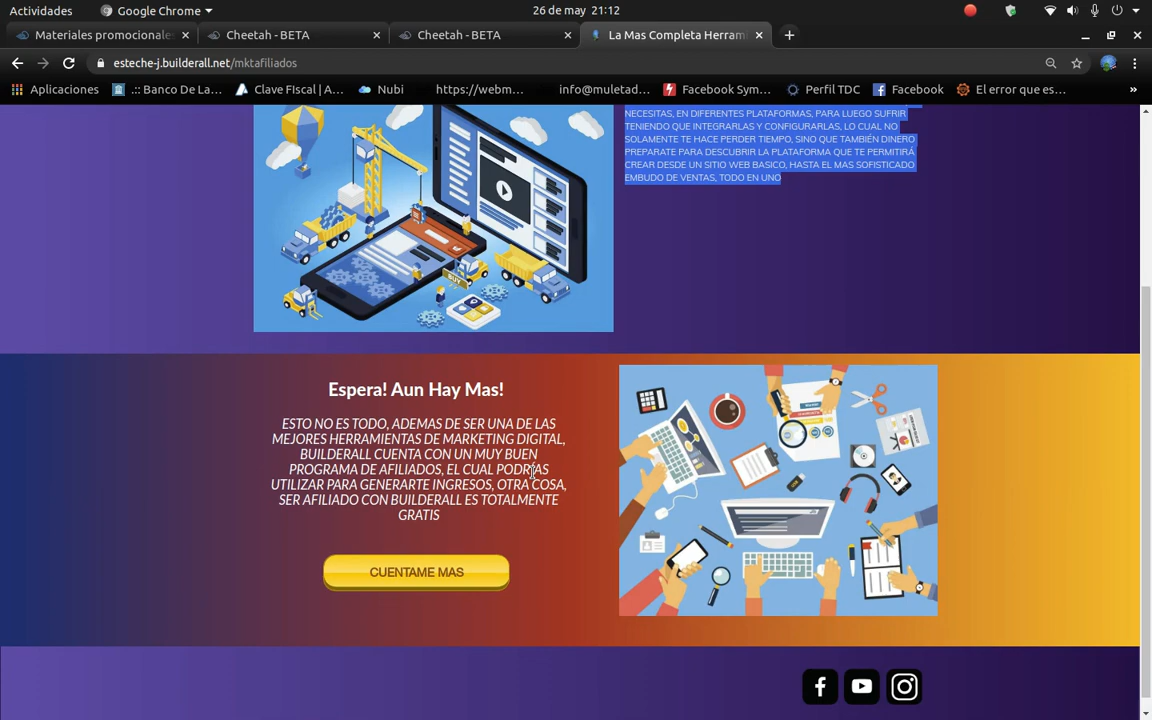 Actividades
Google Chrome
26 de may 21:12
Materiales promocionales
Cheetah - BETA
Cheetah - BETA
La Mas Completa Herram
esteche-j.builderall.net/mktafiliados
Aplicaciones
.:: Banco De La...
Clave FIscal | A...
Nubi
https://webm...
info@muletad...
Facebook Sym...
Perfil TDC
Facebook
El error que es...
»
NECESITAS, EN DIFERENTES PLATAFORMAS, PARA LUEGO SUFRIR
TENIENDO QUE INTEGRARLAS Y CONFIGURARLAS, LO CUAL NO
SOLAMENTE TE HACE PERDER TIEMPO, SINO QUE TAMBIÉN DINERO
PREPARATE PARA DESCUBRIR LA PLATAFORMA QUE TE PERMITIRÁ
CREAR DESDE UN SITIO WEB BASICO, HASTA EL MAS SOFISTICADO
EMBUDO DE VENTAS, TODO EN UNO
BUY
Espera! Aun Hay Mas!
ESTO NO ES TODO, ADEMAS DE SER UNA DE LAS
MEJORES HERRAMIENTAS DE MARKETING DIGITAL,
BUILDERALL CUENTA CON UN MUY BUEN
PROGRAMA DE AFILIADOS, EL CUAL PODRÍAS
UTILIZAR PARA GENERARTE INGRESOS, OTRA COSA,
SER AFILIADO CON BUILDERALL ES TOTALMENTE
GRATIS
CUENTAME MAS